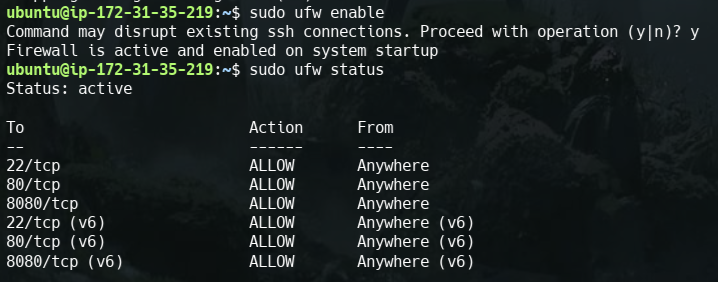 ubuntu@ip-172-31-35-219:~$ sudo ufw enable
Command may disrupt existing ssh connections. Proceed with operation (y|n)? y
Firewall is active and enabled on system startup
ubuntu@ip-172-31-35-219:~$ sudo ufw status
Status: active

To                         Action      From
--                         ------      ----
22/tcp                     ALLOW       Anywhere
80/tcp                     ALLOW       Anywhere
8080/tcp                   ALLOW       Anywhere
22/tcp (v6)                ALLOW       Anywhere (v6)
80/tcp (v6)                ALLOW       Anywhere (v6)
8080/tcp (v6)              ALLOW       Anywhere (v6)